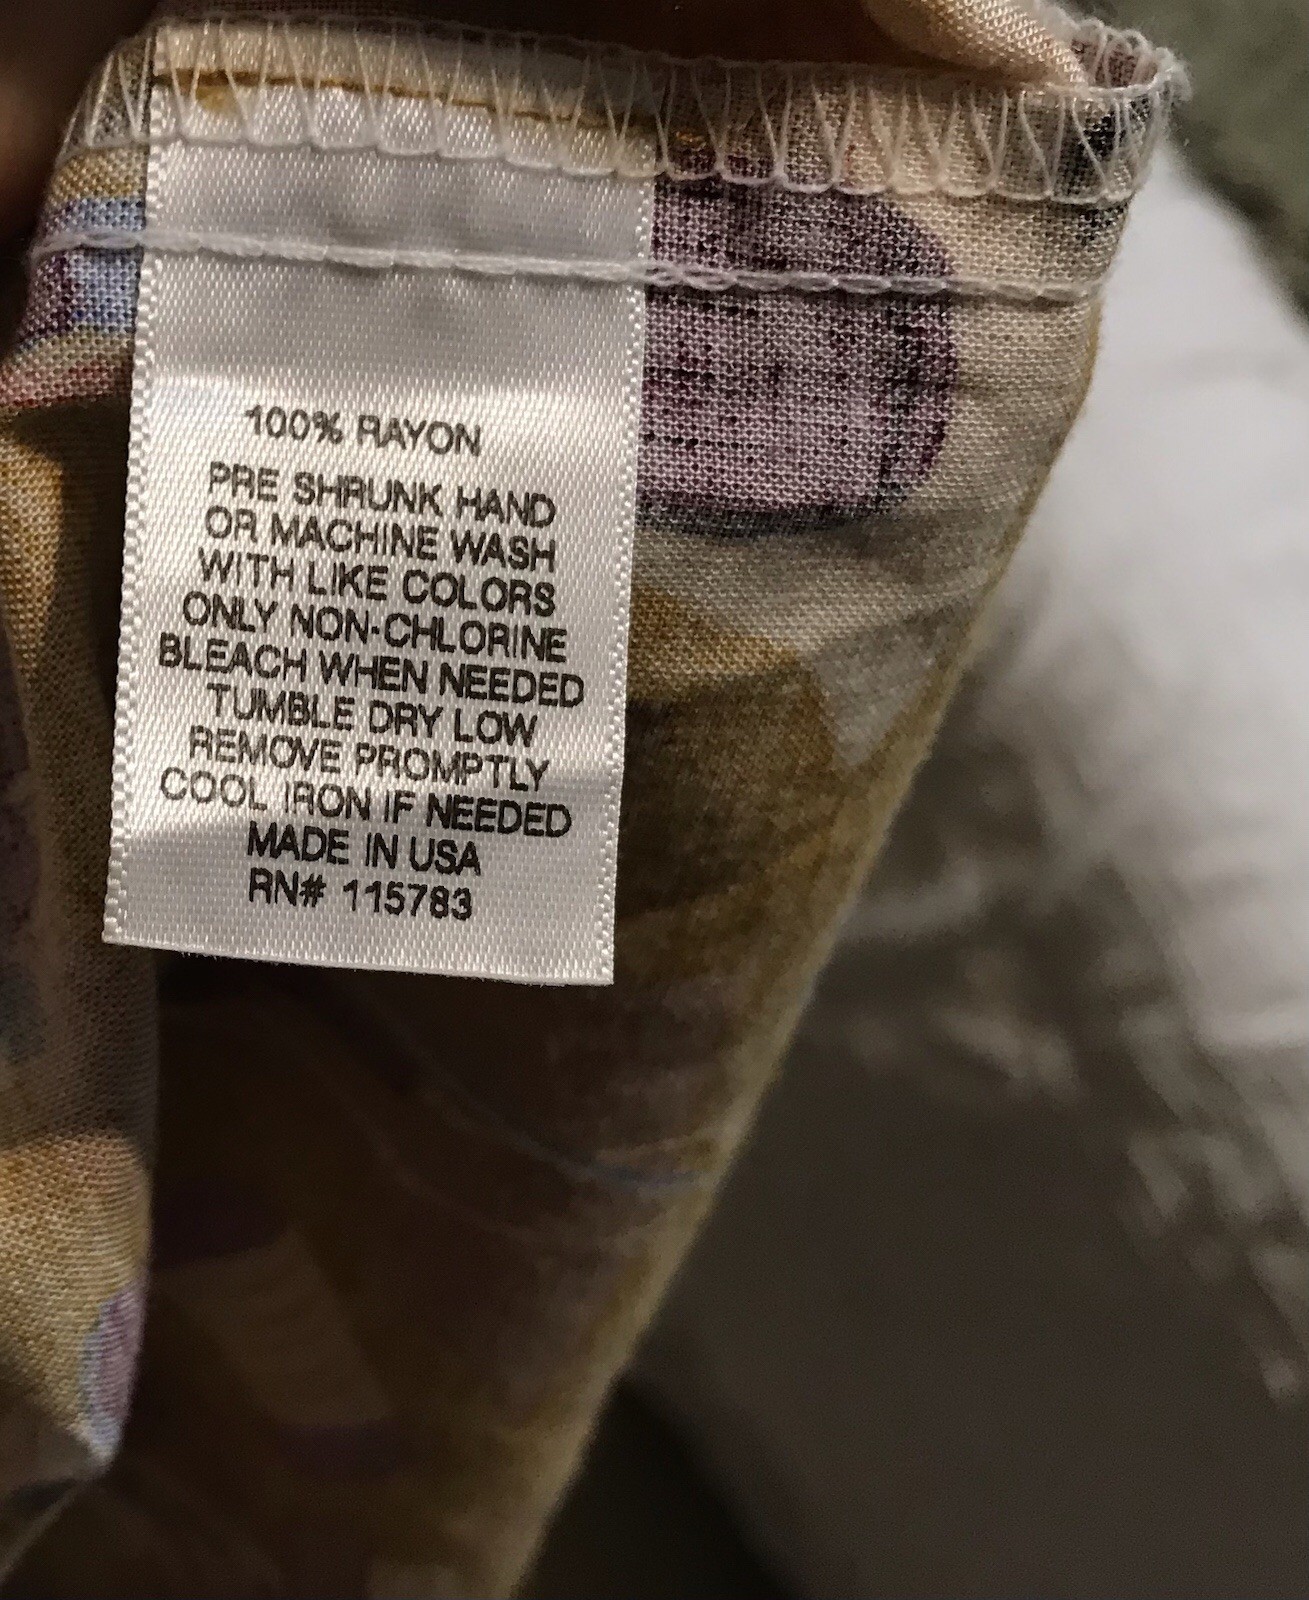 100% RAYON
PRE SHRUNK HAND
OR MACHINE WASH
WITH LIKE COLORS
ONLY NON-CHLORINE
BLEACH WHEN NEEDED
TUMBLE DRY LOW
REMOVE PROMPTLY
COOL IRON IF NEEDED
MADE IN USA
RN# 115783